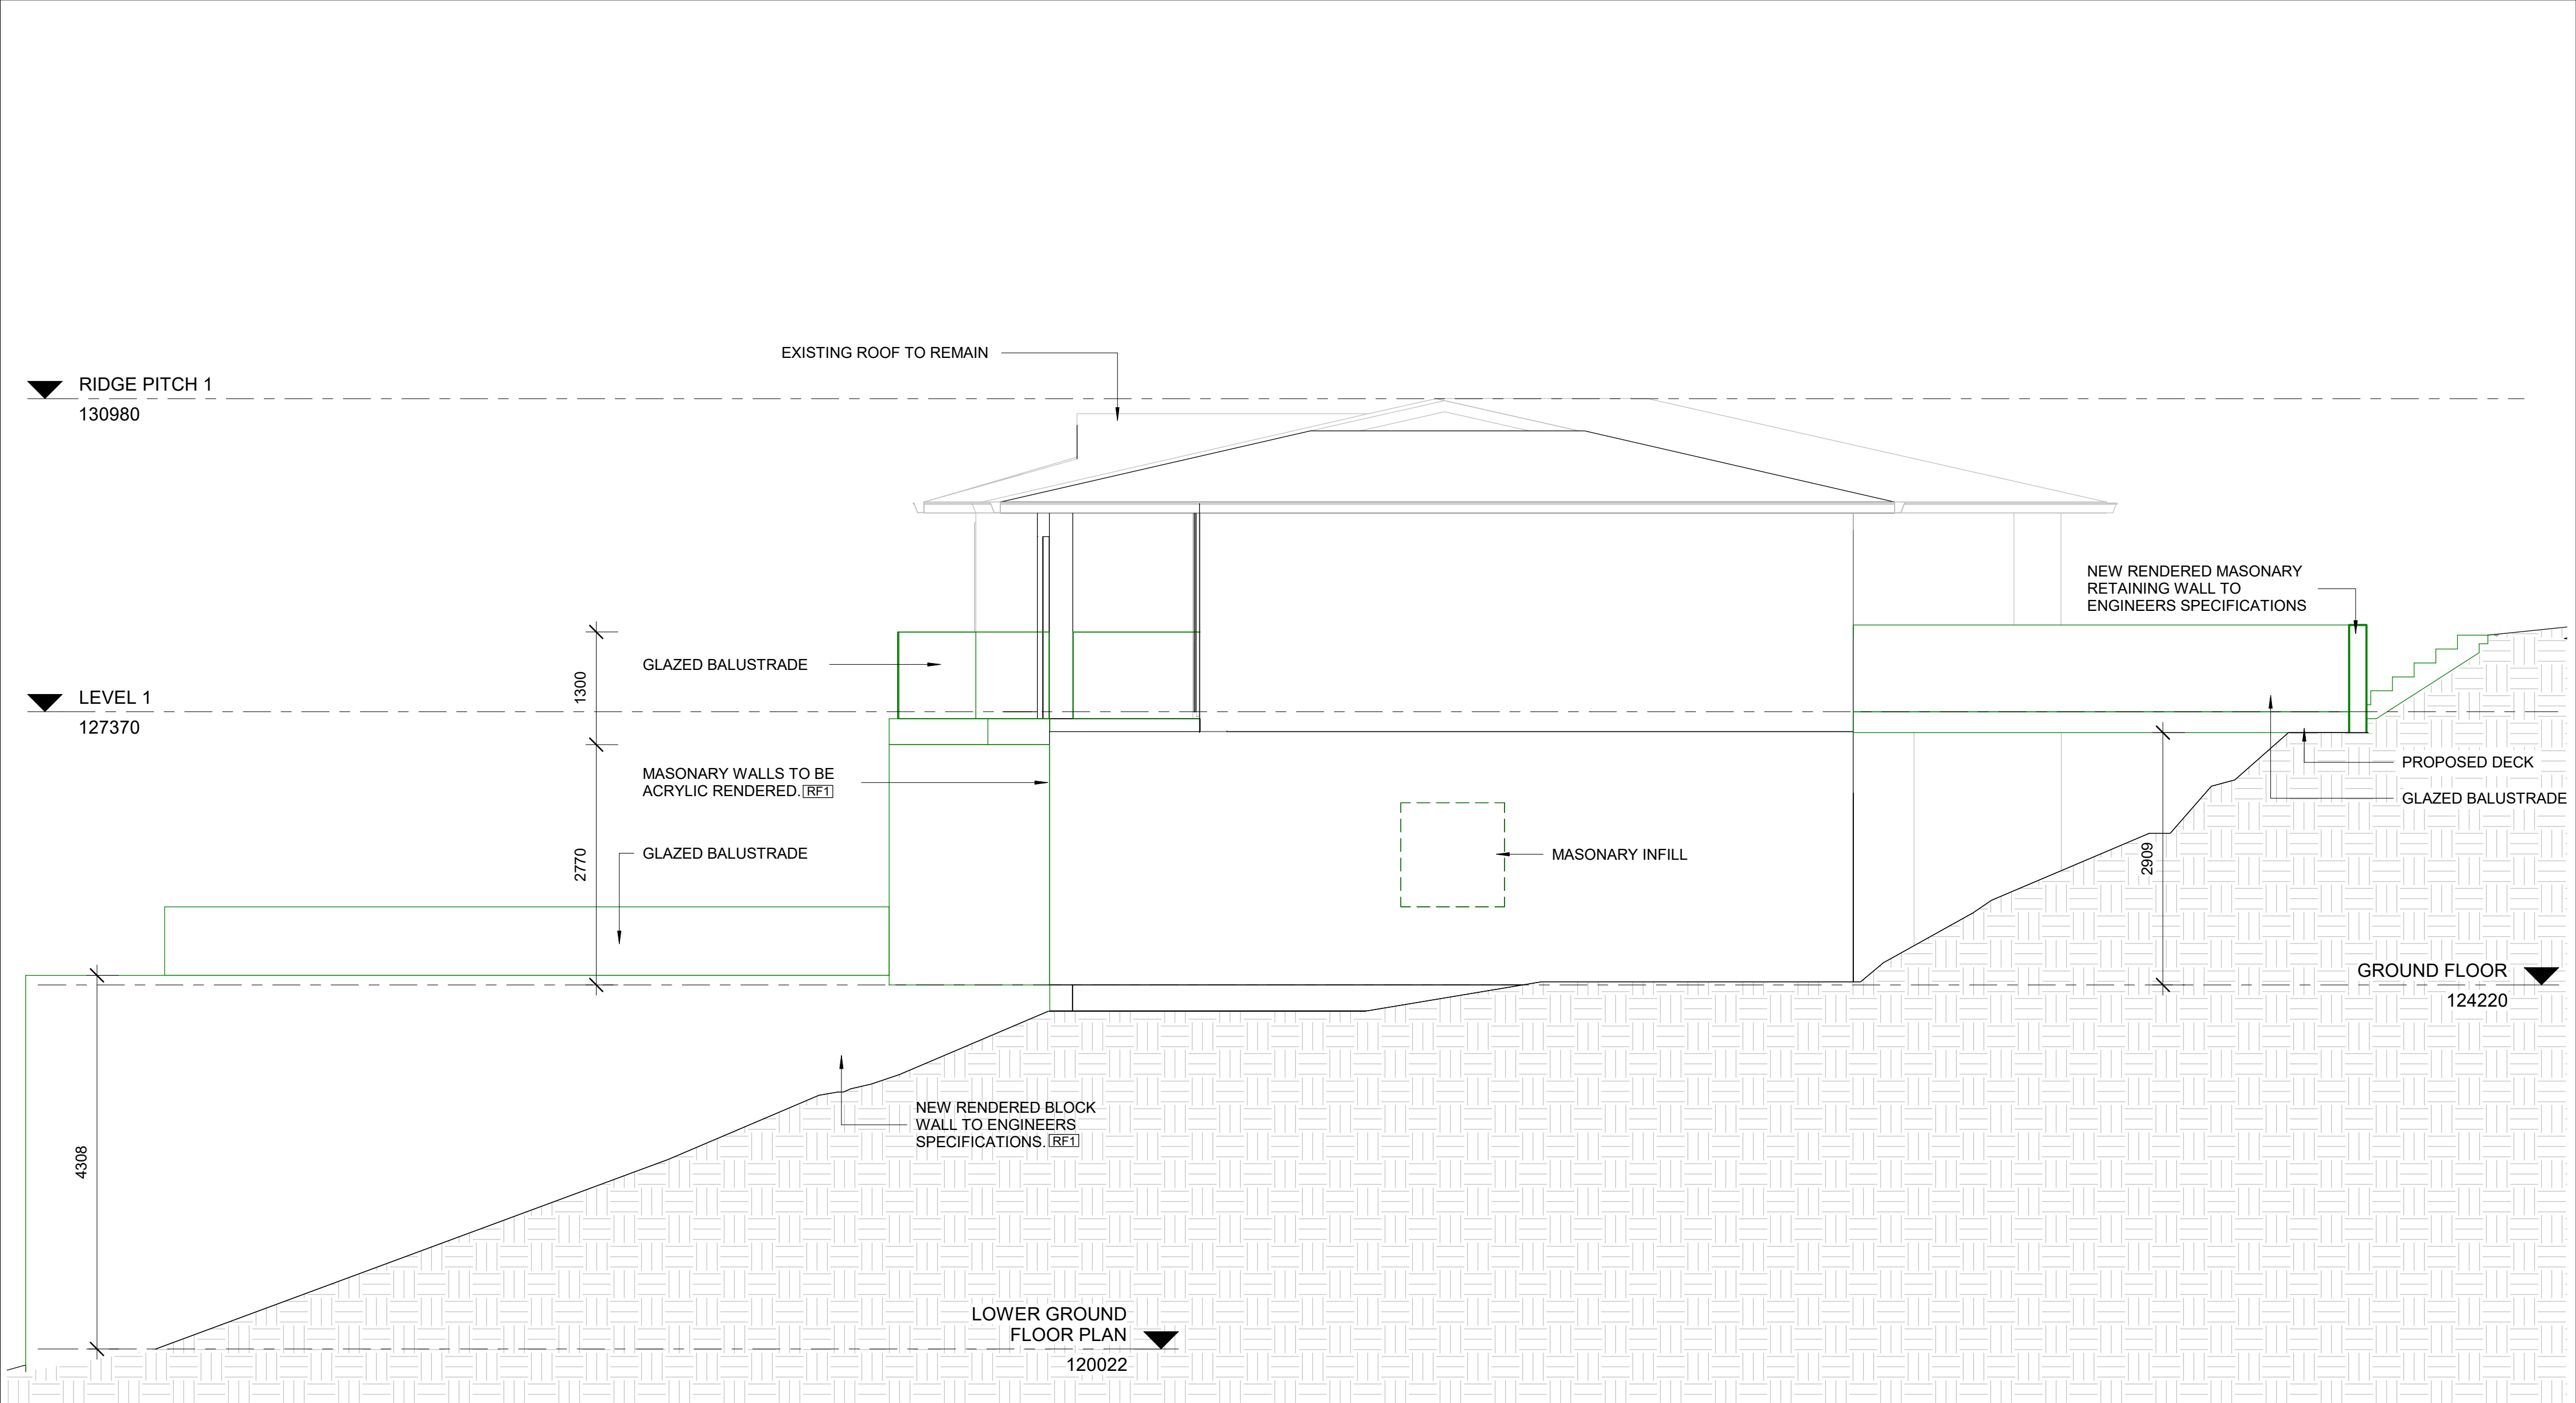 EXISTING ROOF TO REMAIN
RIDGE PITCH 1
130980
NEW RENDERED MASONARY
RETAINING WALL TO
ENGINEERS SPECIFICATIONS
GLAZED BALUSTRADE
1300
LEVEL 1
127370
MASONARY WALLS TO BE
ACRYLIC RENDERED. RF1
PROPOSED DECK
GLAZED BALUSTRADE
GLAZED BALUSTRADE
2770
MASONARY INFILL
2909
GROUND FLOOR
124220
NEW RENDERED BLOCK
WALL TO ENGINEERS
SPECIFICATIONS. RF1
4308
LOWER GROUND
FLOOR PLAN
120022